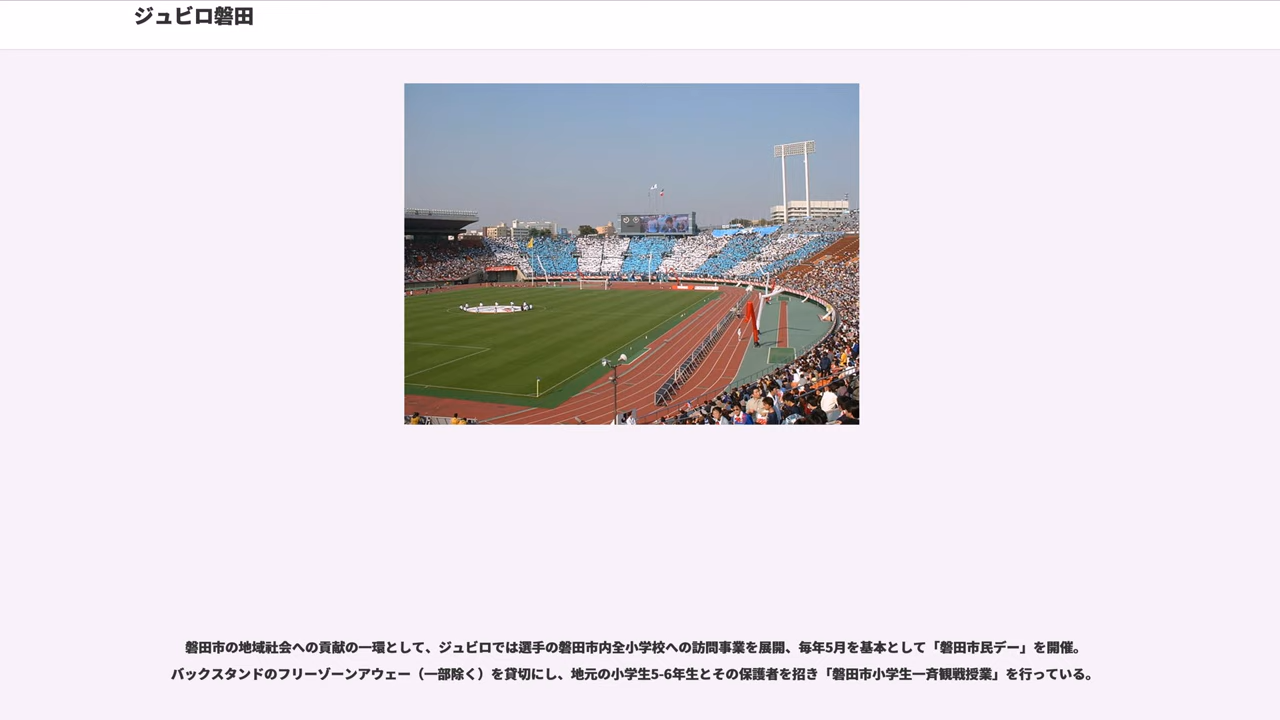 ジュビロ磐田
磐田市の地域社会への貢献の一環として、ジュビロでは選手の磐田市内全小学校への訪問事業を展開、毎年5月を基本として「磐田市民デー」を開催。
バックスタンドのフリーゾーンアウェー（一部除く）を貸切にし、地元の小学生5-6年生とその保護者を招き「磐田市小学生一斉観戦授業」を行っている。